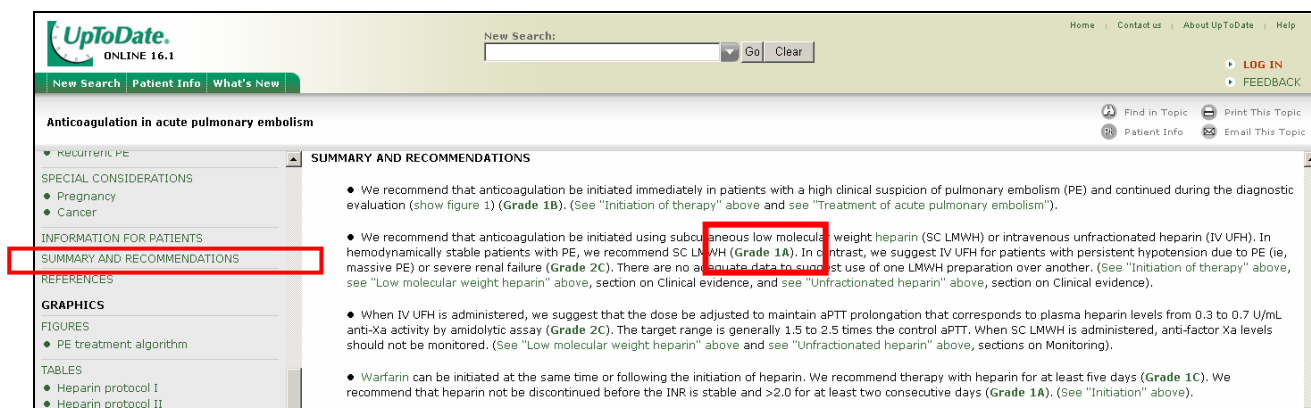 UpToDate.
ONLINE 16.1
New Search:
Go Clear
Home Contact us About UpToDate Help
LOG IN
FEEDBACK
New Search Patient Info What's New
Anticoagulation in acute pulmonary embolism
Find in Topic Print This Topic
Patient Info Email This Topic
● Recurrent PE
SPECIAL CONSIDERATIONS
● Pregnancy
● Cancer
INFORMATION FOR PATIENTS
SUMMARY AND RECOMMENDATIONS
REFERENCES
GRAPHICS
FIGURES
● PE treatment algorithm
TABLES
● Heparin protocol I
● Heparin protocol II
SUMMARY AND RECOMMENDATIONS
● We recommend that anticoagulation be initiated immediately in patients with a high clinical suspicion of pulmonary embolism (PE) and continued during the diagnostic
evaluation (show figure 1) (Grade 1B). (See "Initiation of therapy" above and see "Treatment of acute pulmonary embolism").
● We recommend that anticoagulation be initiated using subcutaneous low molecular weight heparin (SC LMWH) or intravenous unfractionated heparin (IV UFH). In
hemodynamically stable patients with PE, we recommend SC LMWH (Grade 1A). In contrast, we suggest IV UFH for patients with persistent hypotension due to PE (ie,
massive PE) or severe renal failure (Grade 2C). There are no adequate data to suggest use of one LMWH preparation over another. (See "Initiation of therapy" above,
see "Low molecular weight heparin" above, section on Clinical evidence, and see "Unfractionated heparin" above, section on Clinical evidence).
● When IV UFH is administered, we suggest that the dose be adjusted to maintain aPTT prolongation that corresponds to plasma heparin levels from 0.3 to 0.7 U/mL
anti-Xa activity by amidolytic assay (Grade 2C). The target range is generally 1.5 to 2.5 times the control aPTT. When SC LMWH is administered, anti-factor Xa levels
should not be monitored. (See "Low molecular weight heparin" above and see "Unfractionated heparin" above, sections on Monitoring).
● Warfarin can be initiated at the same time or following the initiation of heparin. We recommend therapy with heparin for at least five days (Grade 1C). We
recommend that heparin not be discontinued before the INR is stable and >2.0 for at least two consecutive days (Grade 1A). (See "Initiation" above).